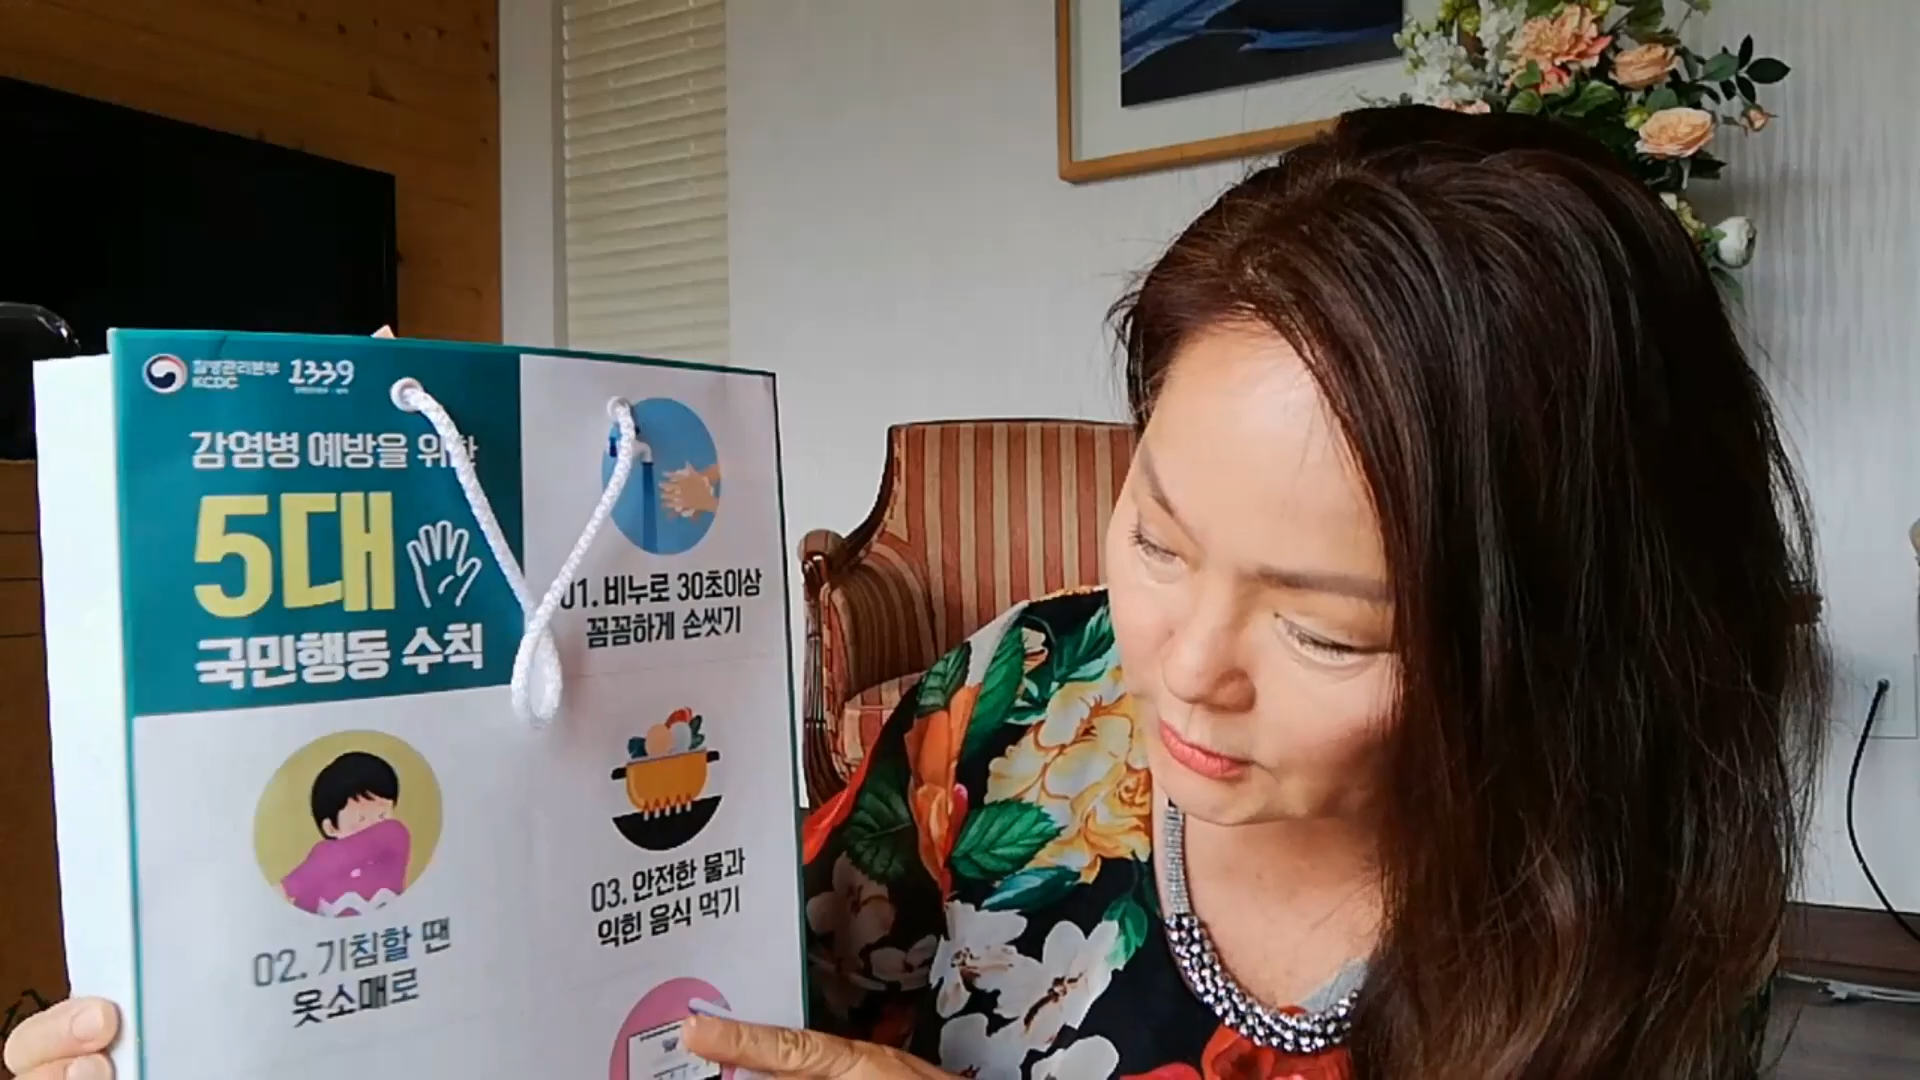 질병관리본부
KCDC
1339
감염병 예방을 위한
5대
국민행동 수칙
01. 비누로 30초이상
꼼꼼하게 손씻기
02. 기침할 땐
옷소매로
03. 안전한 물과
익힌 음식 먹기